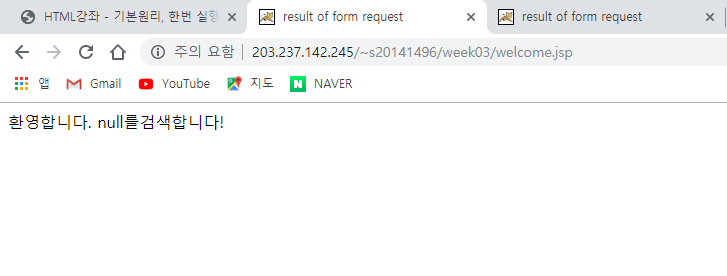 HTML강좌 - 기본원리, 한번 실행
result of form request
result of form request
주의 요함 | 203.237.142.245/~s20141496/week03/welcome.jsp
앱 Gmail YouTube 지도 NAVER
환영합니다. null를검색합니다!